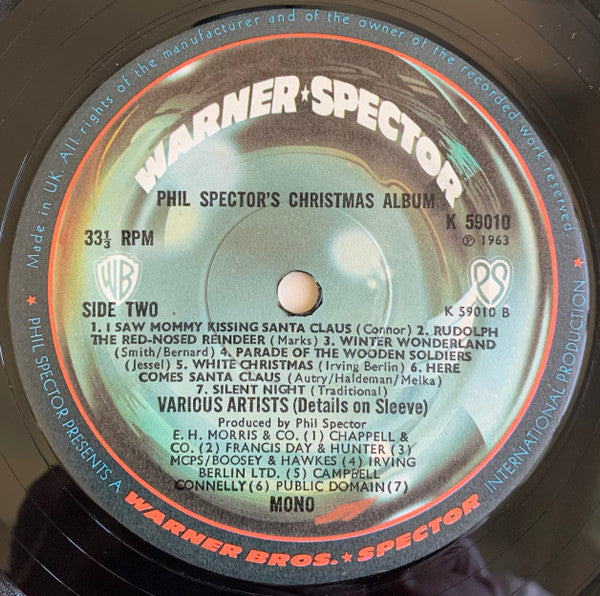 Made in UK. All rights of the manufacturer and of the owner of the recorded work reserved
WARNER★SPECTOR
PHIL SPECTOR'S CHRISTMAS ALBUM
K 59010
33⅓ RPM
℗ 1963
WB
PS
SIDE TWO
K 59010 B
1. I SAW MOMMY KISSING SANTA CLAUS (Connor) 2. RUDOLPH
THE RED-NOSED REINDEER (Marks) 3. WINTER WONDERLAND
(Smith/Bernard) 4. PARADE OF THE WOODEN SOLDIERS
(Jessel) 5. WHITE CHRISTMAS (Irving Berlin) 6. HERE
COMES SANTA CLAUS (Autry/Haldeman/Melka)
7. SILENT NIGHT (Traditional)
VARIOUS ARTISTS (Details on Sleeve)
Produced by Phil Spector
E. H. MORRIS & CO. (1) CHAPPELL &
CO. (2) FRANCIS DAY & HUNTER (3)
MCPS/BOOSEY & HAWKES (4) IRVING
BERLIN LTD. (5) CAMPBELL
CONNELLY (6) PUBLIC DOMAIN (7)
MONO
★ PHIL SPECTOR PRESENTS A WARNER BROS.★SPECTOR INTERNATIONAL PRODUCTION ★